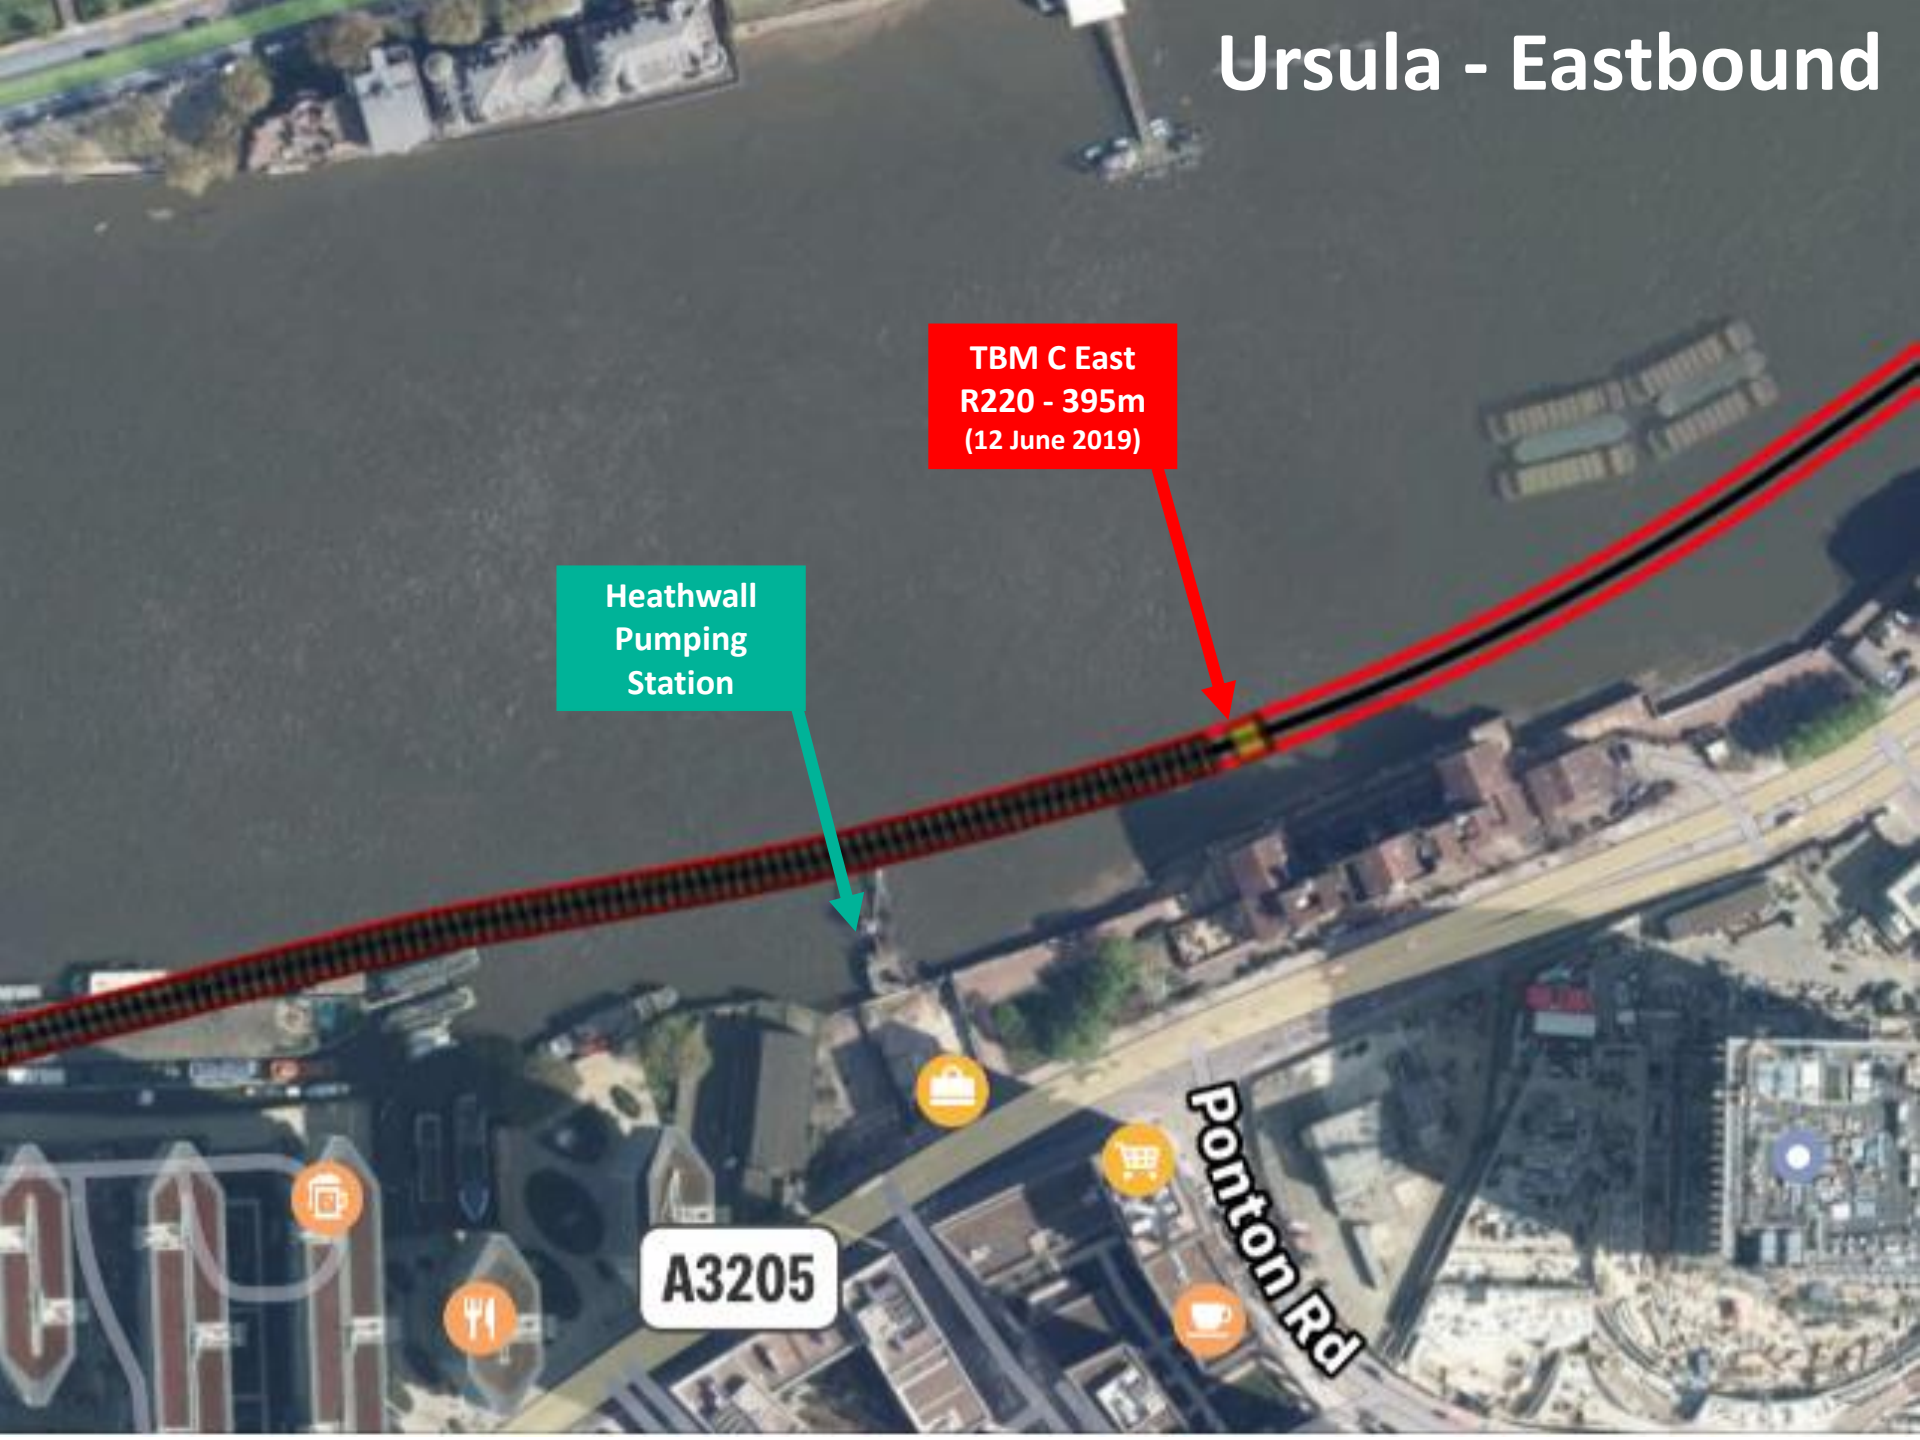 Ursula - Eastbound
TBM C East
R220 - 395m
(12 June 2019)
Heathwall
Pumping
Station
A3205
Ponton Rd